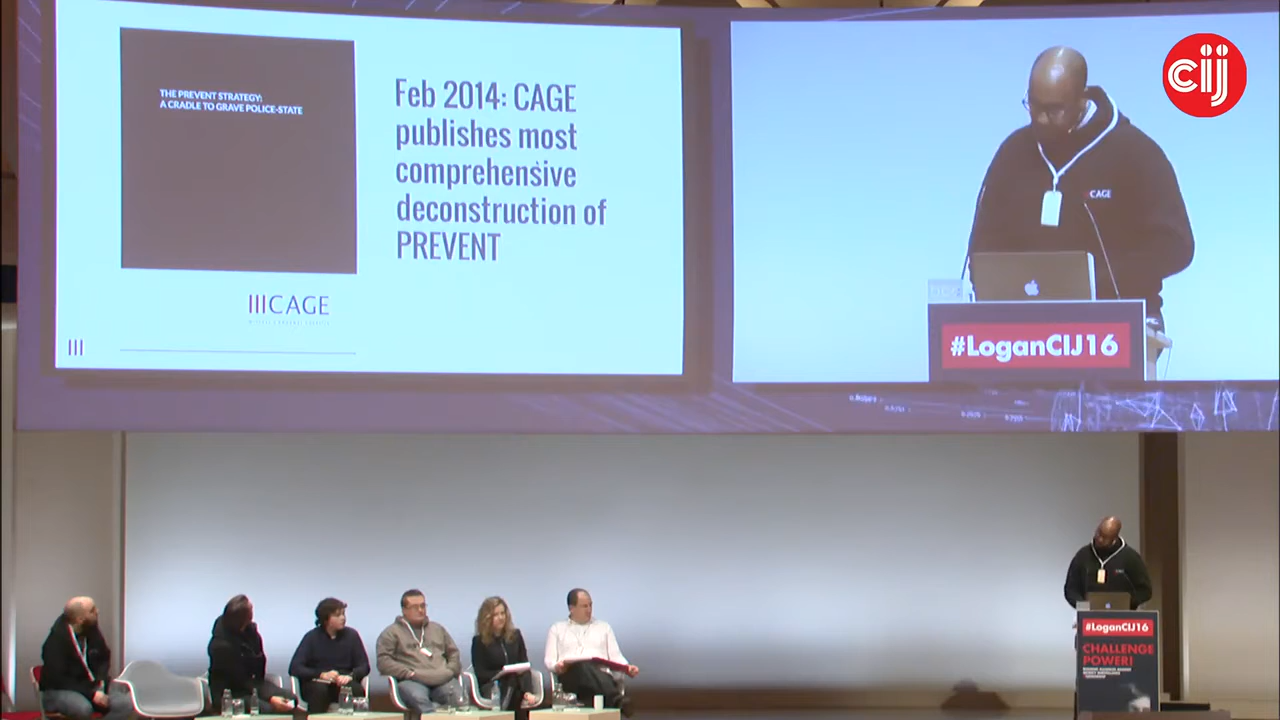 THE PREVENT STRATEGY:
A CRADLE TO GRAVE POLICE-STATE
Feb 2014: CAGE
publishes most
comprehensive
deconstruction of
PREVENT
CAGE
cij
CAGE
#LoganCIJ16
#LoganCIJ16
CHALLENGE
POWER!